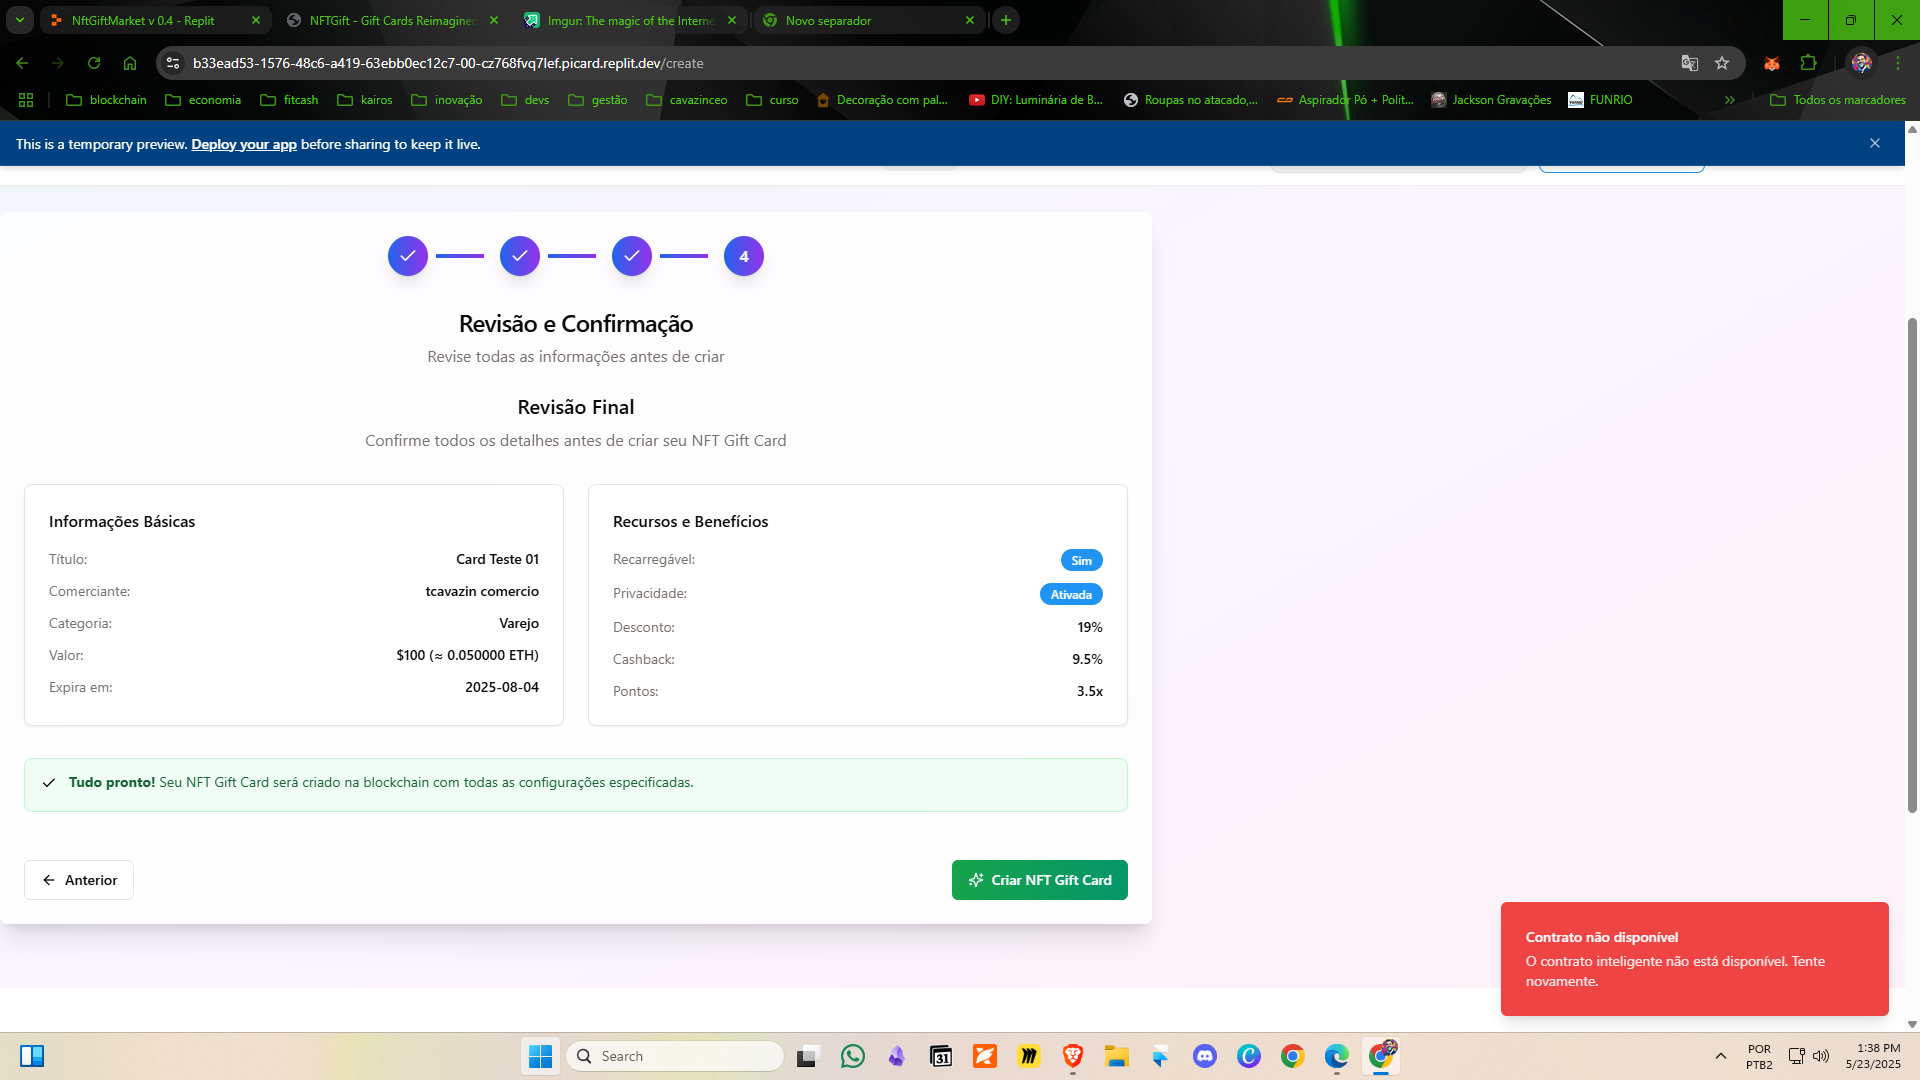 NftGiftMarket v 0.4 - Replit
NFTGift - Gift Cards Reimagined
Imgur: The magic of the Interne
Novo separador
b33ead53-1576-48c6-a419-63ebb0ec12c7-00-cz768fvq7lef.picard.replit.dev/create
blockchain
economia
fitcash
kairos
inovação
devs
gestão
cavazinceo
curso
Decoração com pal...
DIY: Luminária de B...
Roupas no atacado,...
Aspirador Pó + Polit...
Jackson Gravações
FUNRIO
Todos os marcadores
This is a temporary preview. Deploy your app before sharing to keep it live.
4
Revisão e Confirmação
Revise todas as informações antes de criar
Revisão Final
Confirme todos os detalhes antes de criar seu NFT Gift Card
Informações Básicas
Título: Card Teste 01
Comerciante: tcavazin comercio
Categoria: Varejo
Valor: $100 (≈ 0.050000 ETH)
Expira em: 2025-08-04
Recursos e Benefícios
Recarregável: Sim
Privacidade: Ativada
Desconto: 19%
Cashback: 9.5%
Pontos: 3.5x
Tudo pronto! Seu NFT Gift Card será criado na blockchain com todas as configurações especificadas.
Anterior
Criar NFT Gift Card
Contrato não disponível
O contrato inteligente não está disponível. Tente
novamente.
Search
31
POR
PTB2
1:38 PM
5/23/2025